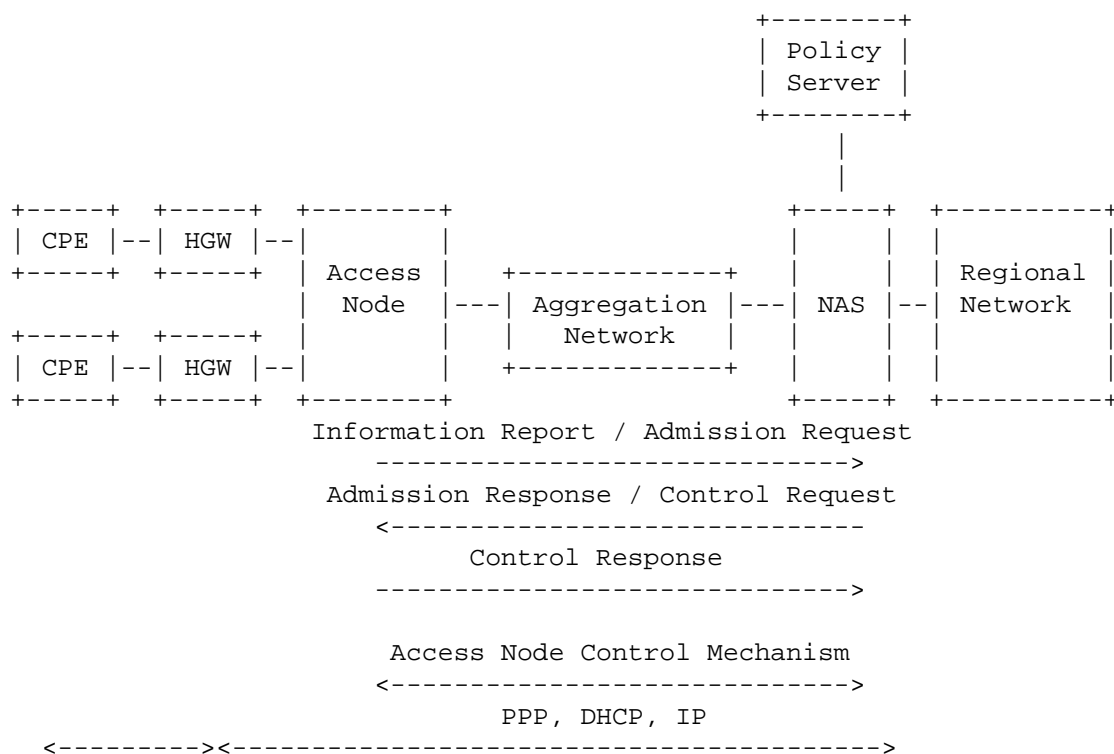 +--------+
| Policy |
| Server |
+--------+
|
|
+-----+  +-----+  +--------+                     +-----+  +----------+
| CPE |--| HGW |--|        |                     |     |  |          |
+-----+  +-----+  | Access |   +-------------+   |     |  | Regional |
|  Node  |---| Aggregation |---| NAS |--| Network  |
+-----+  +-----+  |        |   |   Network   |   |     |  |          |
| CPE |--| HGW |--|        |   +-------------+   |     |  |          |
+-----+  +-----+  +--------+                     +-----+  +----------+
Information Report / Admission Request
------------------------------>
Admission Response / Control Request
<------------------------------
Control Response
------------------------------>
Access Node Control Mechanism
<----------------------------->
PPP, DHCP, IP
<---------><----------------------------------------->